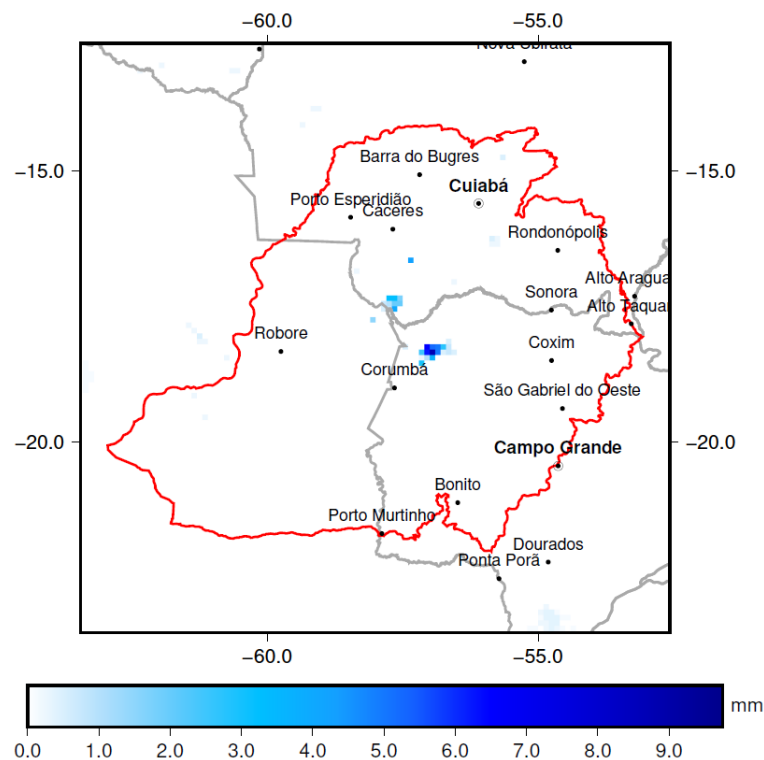 −60.0 −55.0
Nova Ubiratã
−15.0 −15.0
Barra do Bugres
Cuiabá
Porto Esperidião
Cáceres
Rondonópolis
Alto Aragua
Sonora
Alto Taquar
Robore
Coxim
Corumbá
São Gabriel do Oeste
−20.0 −20.0
Campo Grande
Bonito
Porto Murtinho
Dourados
Ponta Porã
−60.0 −55.0
mm
0.0 1.0 2.0 3.0 4.0 5.0 6.0 7.0 8.0 9.0